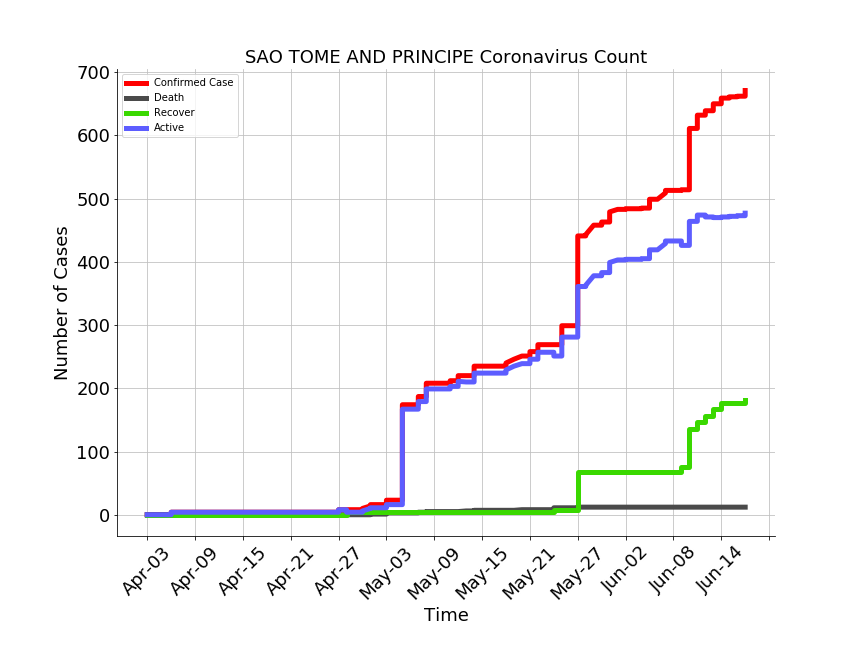 SAO TOME AND PRINCIPE Coronavirus Count
Confirmed Case
Death
Recover
Active
Number of Cases
700
600
500
400
300
200
100
0
Apr-03
Apr-09
Apr-15
Apr-21
Apr-27
May-03
May-09
May-15
May-21
May-27
Jun-02
Jun-08
Jun-14
Time